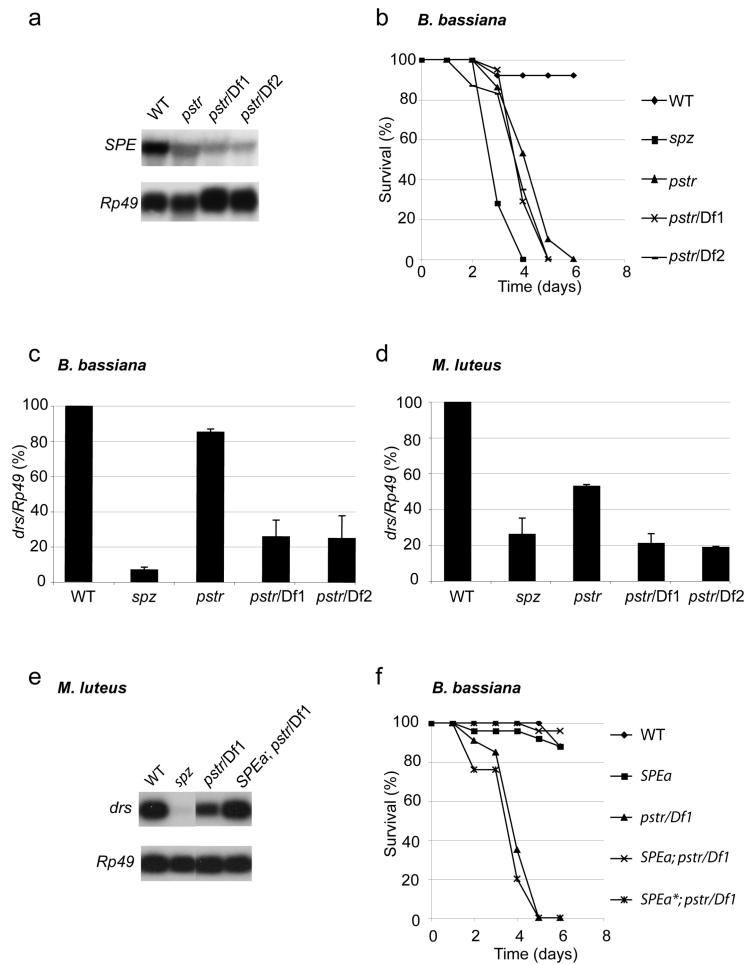 a
WT
pstr
pstr/Df1
pstr/Df2
SPE
Rp49
b
B. bassiana
Survival (%)
100
80
60
40
20
0
0
2
4
6
8
Time (days)
WT
spz
pstr
pstr/Df1
pstr/Df2
c
B. bassiana
drs/Rp49 (%)
100
80
60
40
20
0
WT
spz
pstr
pstr/Df1
pstr/Df2
d
M. luteus
drs/Rp49 (%)
100
80
60
40
20
0
WT
spz
pstr
pstr/Df1
pstr/Df2
e
M. luteus
WT
spz
pstr/Df1
SPEa; pstr/Df1
drs
Rp49
f
B. bassiana
Survival (%)
100
80
60
40
20
0
0
2
4
6
8
Time (days)
WT
SPEa
pstr/Df1
SPEa; pstr/Df1
SPEa*; pstr/Df1